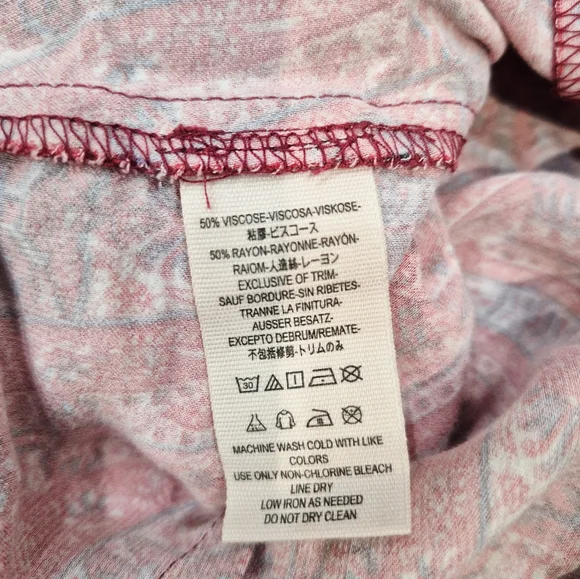 50% VISCOSE-VISCOSA-VISKOSE-
粘膠-ビスコース
50% RAYON-RAYONNE-RAYÓN-
RAIOM-人造絲-レーヨン
EXCLUSIVE OF TRIM-
SAUF BORDURE-SIN RIBETES-
TRANNE LA FINITURA-
AUSSER BESATZ-
EXCEPTO DEBRUM/REMATE-
不包括修剪-トリムのみ
30
MACHINE WASH COLD WITH LIKE
COLORS
USE ONLY NON-CHLORINE BLEACH
LINE DRY
LOW IRON AS NEEDED
DO NOT DRY CLEAN